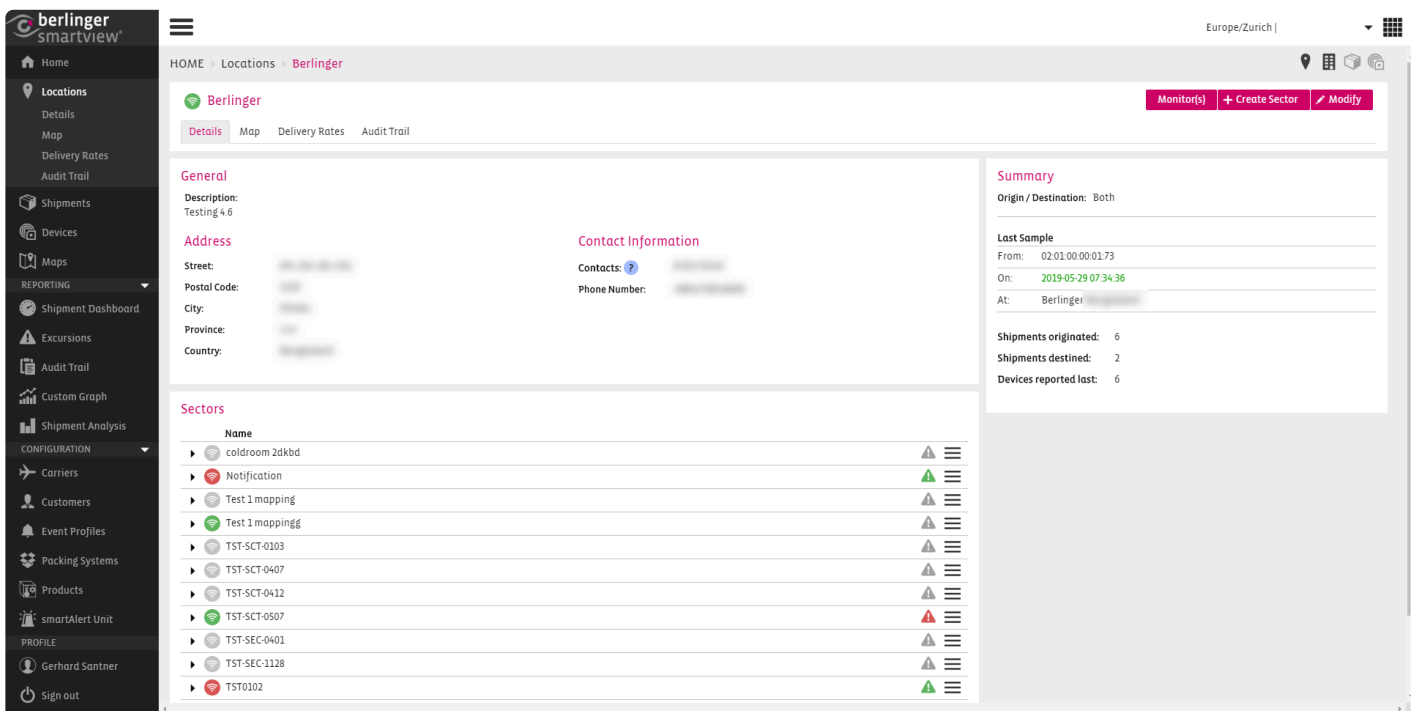 berlinger
smartview®
Europe/Zurich |
Home
Locations
Details
Map
Delivery Rates
Audit Trail
Shipments
Devices
Maps
REPORTING
Shipment Dashboard
Excursions
Audit Trail
Custom Graph
Shipment Analysis
CONFIGURATION
Carriers
Customers
Event Profiles
Packing Systems
Products
smartAlert Unit
PROFILE
Gerhard Santner
Sign out
HOME > Locations > Berlinger
Berlinger
Monitor(s) + Create Sector Modify
Details Map Delivery Rates Audit Trail
General
Description:
Testing 4.6
Address
Street:
Postal Code:
City:
Province:
Country:
Contact Information
Contacts: ?
Phone Number:
Summary
Origin / Destination: Both
Last Sample
From: 02:01:00:00:01:73
On: 2019-05-29 07:34:36
At: Berlinger
Shipments originated: 6
Shipments destined: 2
Devices reported last: 6
Sectors
Name
coldroom 2dkbd
Notification
Test 1 mapping
Test 1 mappingg
TST-SCT-0103
TST-SCT-0407
TST-SCT-0412
TST-SCT-0507
TST-SEC-0401
TST-SEC-1128
TST0102